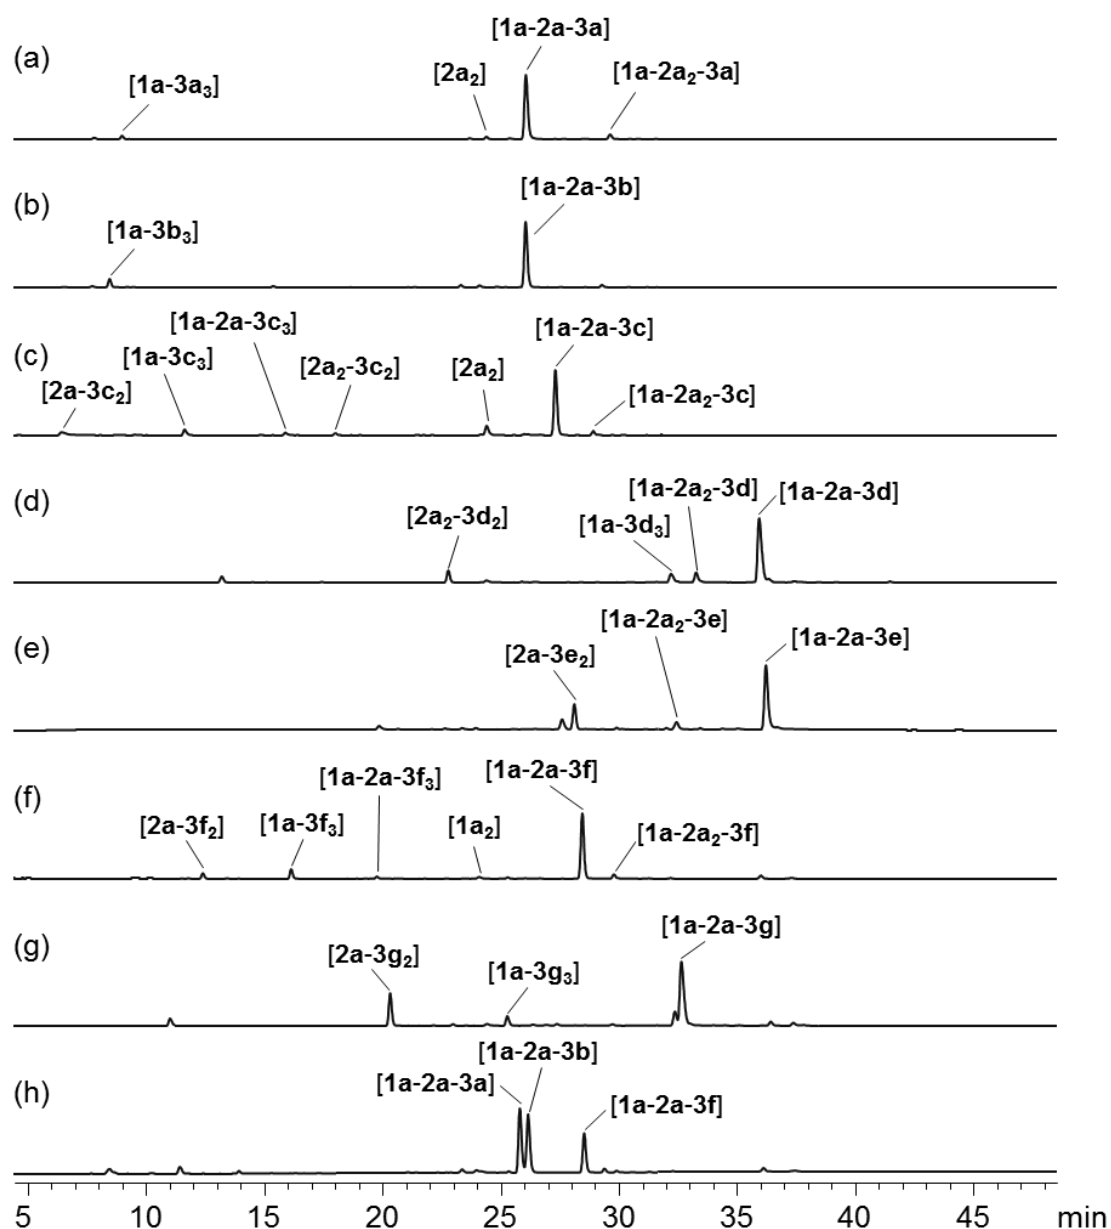 (a)
[1a-3a₃]
[2a₂]
[1a-2a-3a]
[1a-2a₂-3a]
(b)
[1a-3b₃]
[1a-2a-3b]
(c)
[2a-3c₂]
[1a-3c₃]
[1a-2a-3c₃]
[2a₂-3c₂]
[2a₂]
[1a-2a-3c]
[1a-2a₂-3c]
(d)
[2a₂-3d₂]
[1a-3d₃]
[1a-2a₂-3d]
[1a-2a-3d]
(e)
[2a-3e₂]
[1a-2a₂-3e]
[1a-2a-3e]
(f)
[2a-3f₂]
[1a-3f₃]
[1a-2a-3f₃]
[1a₂]
[1a-2a-3f]
[1a-2a₂-3f]
(g)
[2a-3g₂]
[1a-3g₃]
[1a-2a-3g]
(h)
[1a-2a-3a]
[1a-2a-3b]
[1a-2a-3f]
5 10 15 20 25 30 35 40 45 min